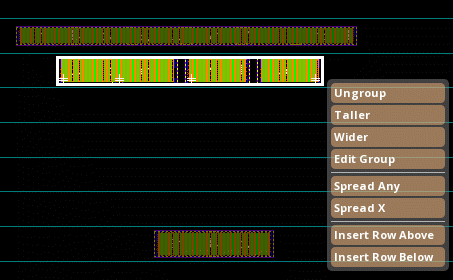 Ungroup
Taller
Wider
Edit Group
Spread Any
Spread X
Insert Row Above
Insert Row Below